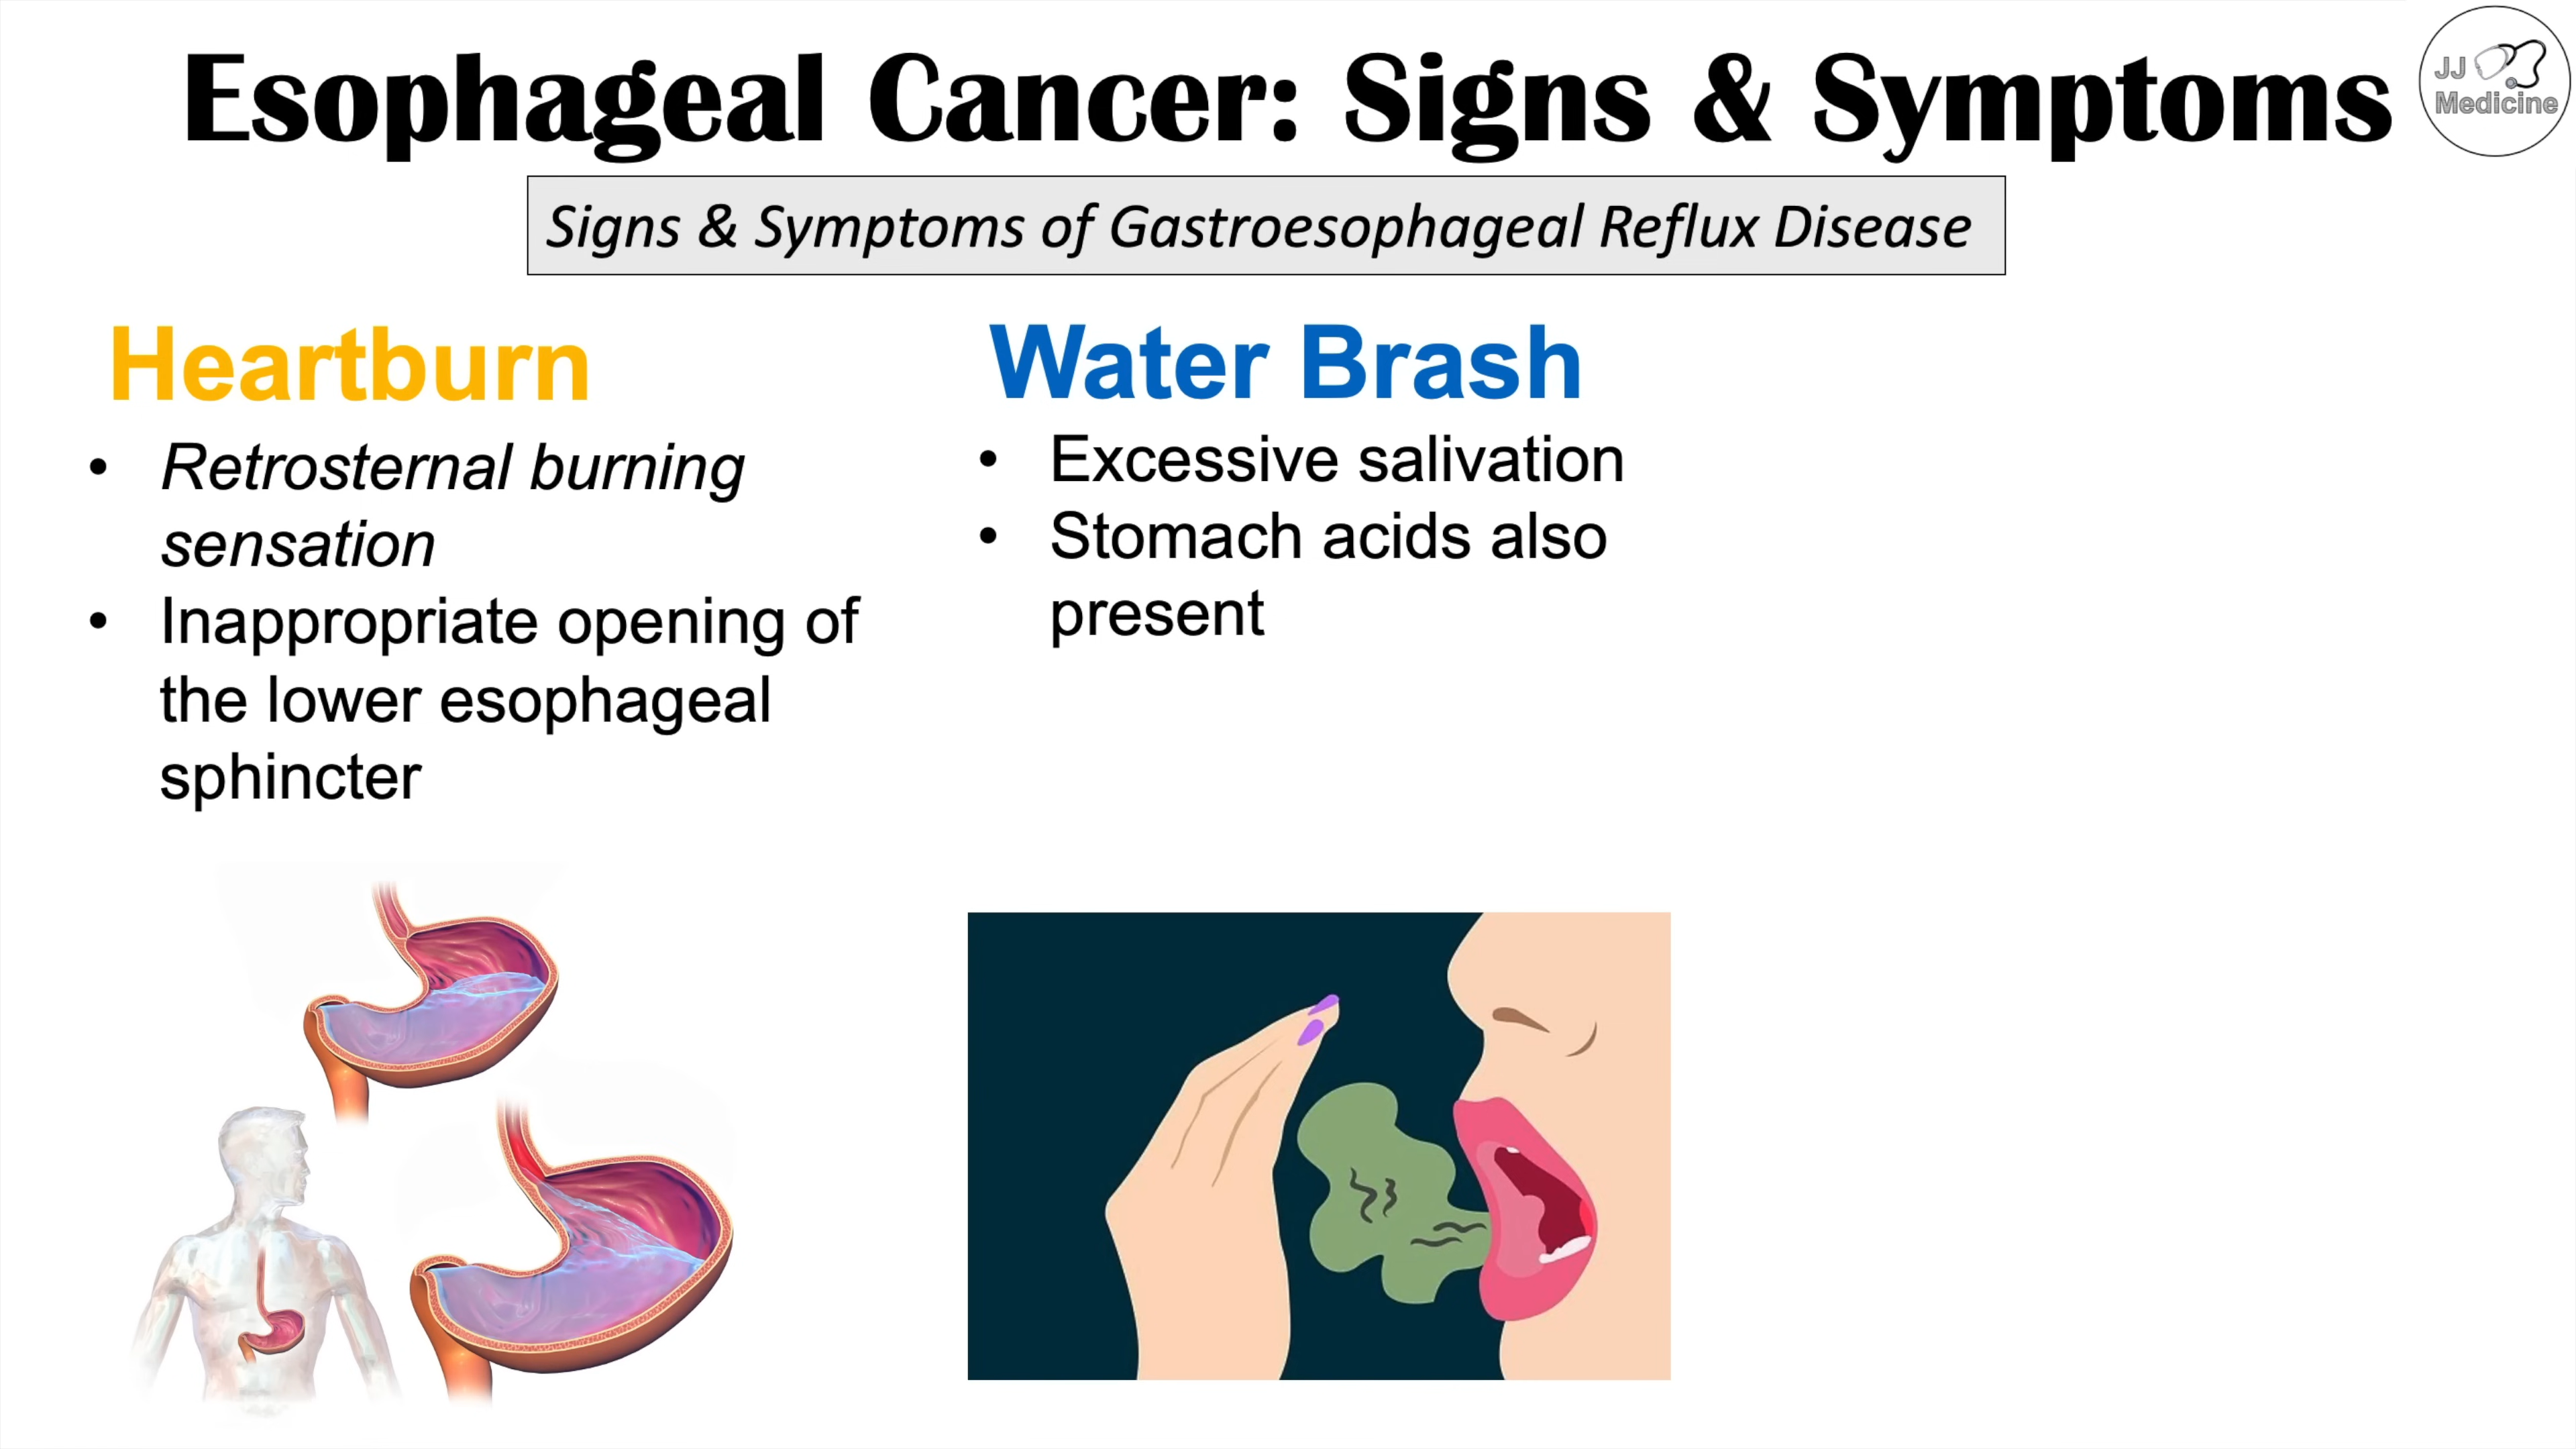 Esophageal Cancer: Signs & Symptoms
JJ
Medicine
Signs & Symptoms of Gastroesophageal Reflux Disease
Heartburn
• Retrosternal burning
sensation
• Inappropriate opening of
the lower esophageal
sphincter
Water Brash
• Excessive salivation
• Stomach acids also
present